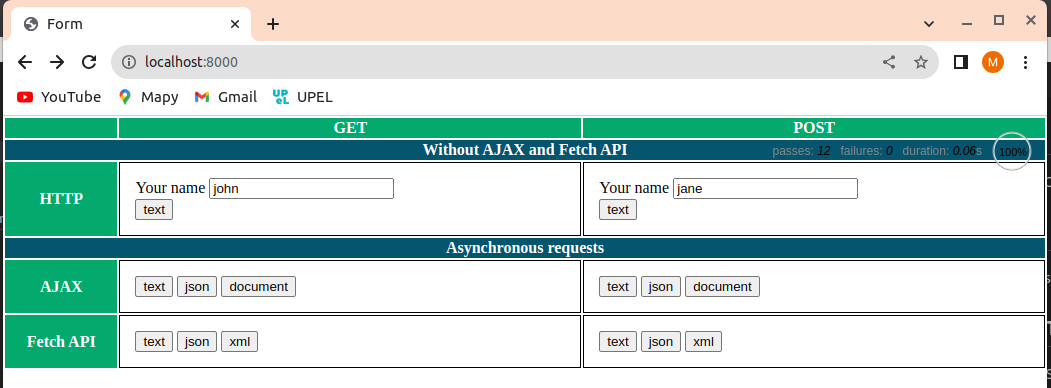 Form
localhost:8000
M
YouTube Mapy Gmail UPEL
GET POST
Without AJAX and Fetch API passes: 12 failures: 0 duration: 0.06s 100%
HTTP Your name john Your name jane
text text
Asynchronous requests
AJAX text json document text json document
Fetch API text json xml text json xml